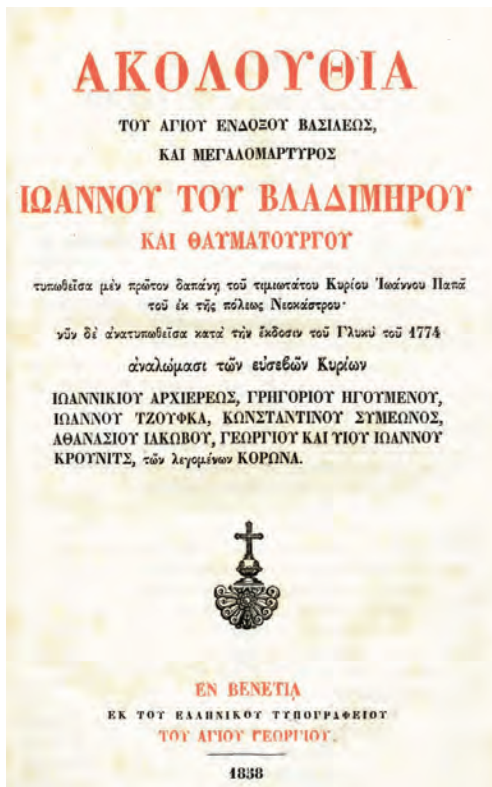 ΑΚΟΛΟΥΘΙΑ
ΤΟΥ ΑΓΙΟΥ ΕΝΔΟΞΟΥ ΒΑΣΙΛΕΩΣ,
ΚΑΙ ΜΕΓΑΛΟΜΑΡΤΥΡΟΣ
ΙΩΑΝΝΟΥ ΤΟΥ ΒΛΑΔΙΜΗΡΟΥ
ΚΑΙ ΘΑΥΜΑΤΟΥΡΓΟΥ
τυπωθεῖσα μὲν πρῶτον δαπάνῃ τοῦ τιμιωτάτου Κυρίου Ἰωάννου Παπᾶ
τοῦ ἐκ τῆς πόλεως Νεοκάστρου·
νῦν δὲ ἀνατυπωθεῖσα κατὰ τὴν ἔκδοσιν τοῦ Γλυκὺ τοῦ 1774
ἀναλώμασι τῶν εὐσεβῶν Κυρίων
ΙΩΑΝΝΙΚΙΟΥ ΑΡΧΙΕΡΕΩΣ, ΓΡΗΓΟΡΙΟΥ ΗΓΟΥΜΕΝΟΥ,
ΙΩΑΝΝΟΥ ΤΖΟΥΦΚΑ, ΚΩΝΣΤΑΝΤΙΝΟΥ ΣΥΜΕΩΝΟΣ,
ΑΘΑΝΑΣΙΟΥ ΙΑΚΩΒΟΥ, ΓΕΩΡΓΙΟΥ ΚΑΙ ΥΙΟΥ ΙΩΑΝΝΟΥ
ΚΡΟΥΝΙΤΣ, τῶν λεγομένων ΚΟΡΩΝΑ.
ΕΝ ΒΕΝΕΤΙᾼ
ΕΚ ΤΟΥ ΕΛΛΗΝΙΚΟΥ ΤΥΠΟΓΡΑΦΕΙΟΥ
ΤΟΥ ΑΓΙΟΥ ΓΕΩΡΓΙΟΥ.
1858